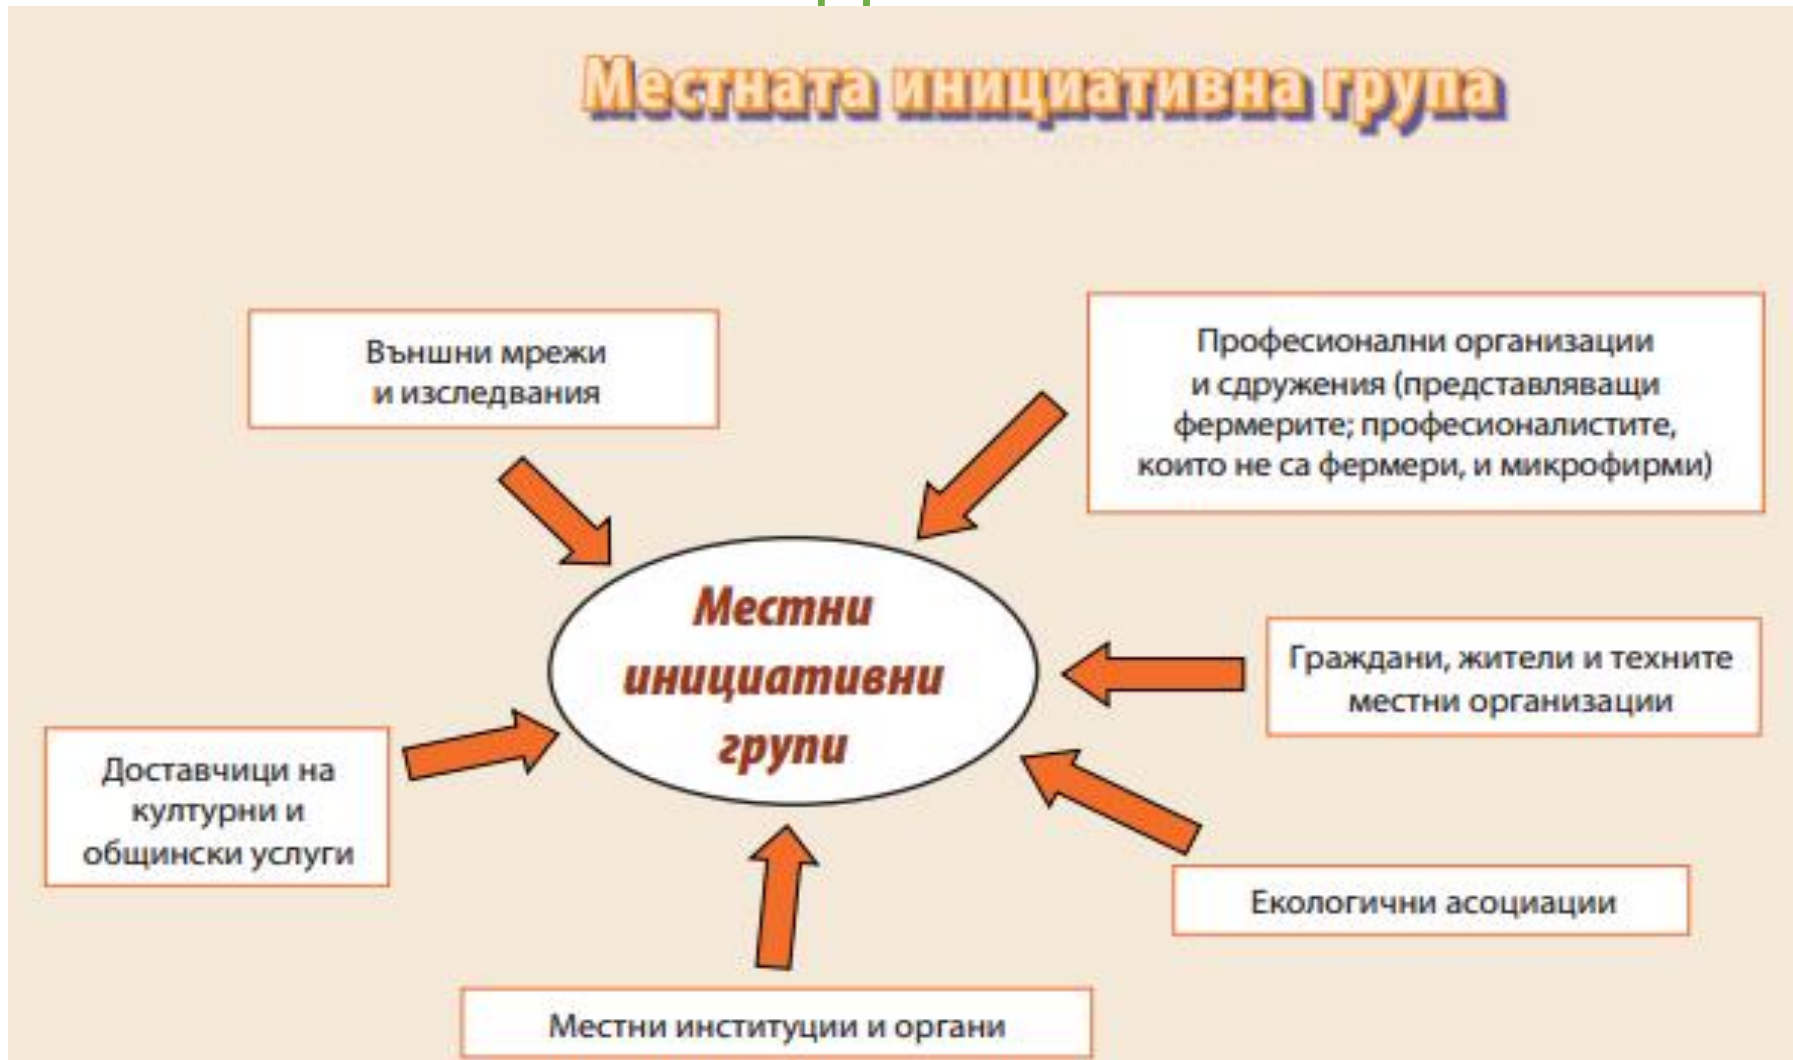 Местната инициативна група
Външни мрежи
и изследвания
Професионални организации
и сдружения (представляващи
фермерите; професионалистите,
които не са фермери, и микрофирми)
Местни
инициативни
групи
Граждани, жители и техните
местни организации
Доставчици на
културни и
общински услуги
Екологични асоциации
Местни институции и органи